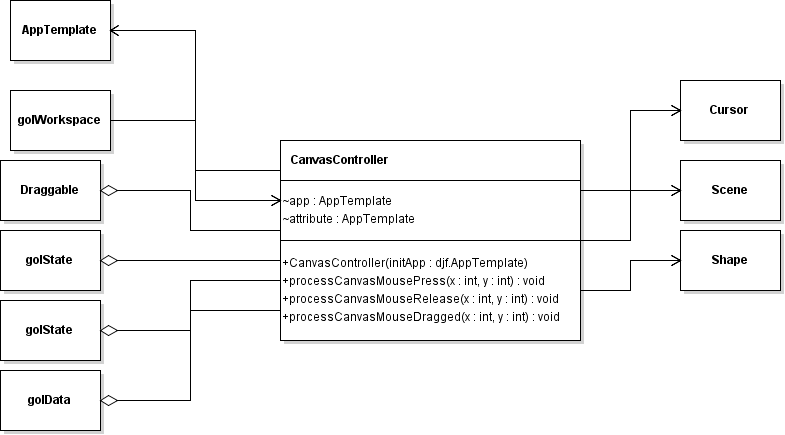 AppTemplate
golWorkspace
Draggable
golState
golState
golData
CanvasController
~app : AppTemplate
~attribute : AppTemplate
+CanvasController(initApp : djf.AppTemplate)
+processCanvasMousePress(x : int, y : int) : void
+processCanvasMouseRelease(x : int, y : int) : void
+processCanvasMouseDragged(x : int, y : int) : void
Cursor
Scene
Shape